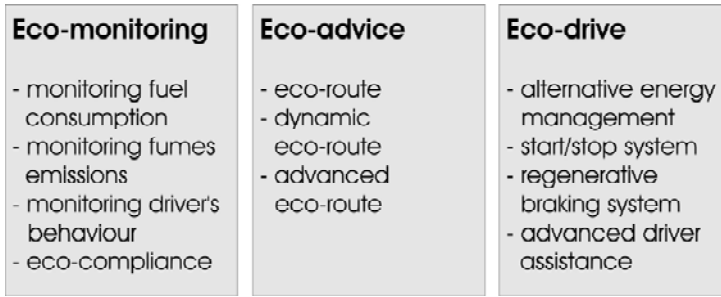 Eco-monitoring
- monitoring fuel
consumption
- monitoring fumes
emissions
- monitoring driver's
behaviour
- eco-compliance
Eco-advice
- eco-route
- dynamic
eco-route
- advanced
eco-route
Eco-drive
- alternative energy
management
- start/stop system
- regenerative
braking system
- advanced driver
assistance